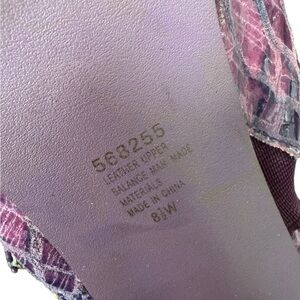 568255
LEATHER UPPER
BALANCE MAN MADE
MATERIALS
MADE IN CHINA
8½W